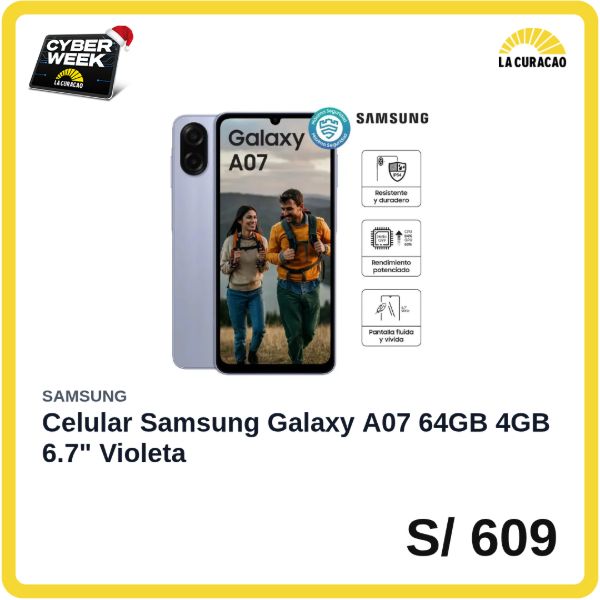 CYBER
WEEK
LA CURACAO
LA CURACAO
Galaxy
A07
SAMSUNG
IP54
Resistente
y duradero
Rendimiento
potenciado
Pantalla fluida
y vívida
SAMSUNG
Celular Samsung Galaxy A07 64GB 4GB
6.7" Violeta
S/ 609